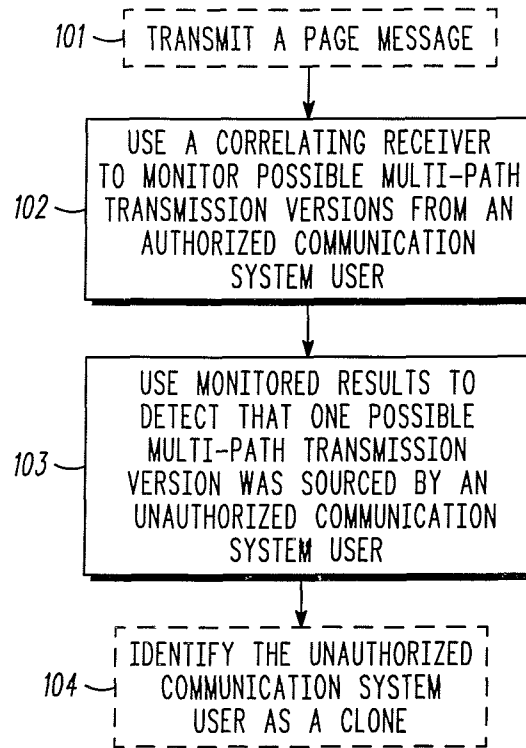 101
TRANSMIT A PAGE MESSAGE
102
USE A CORRELATING RECEIVER
TO MONITOR POSSIBLE MULTI-PATH
TRANSMISSION VERSIONS FROM AN
AUTHORIZED COMMUNICATION
SYSTEM USER
103
USE MONITORED RESULTS TO
DETECT THAT ONE POSSIBLE
MULTI-PATH TRANSMISSION
VERSION WAS SOURCED BY AN
UNAUTHORIZED COMMUNICATION
SYSTEM USER
104
IDENTIFY THE UNAUTHORIZED
COMMUNICATION SYSTEM
USER AS A CLONE